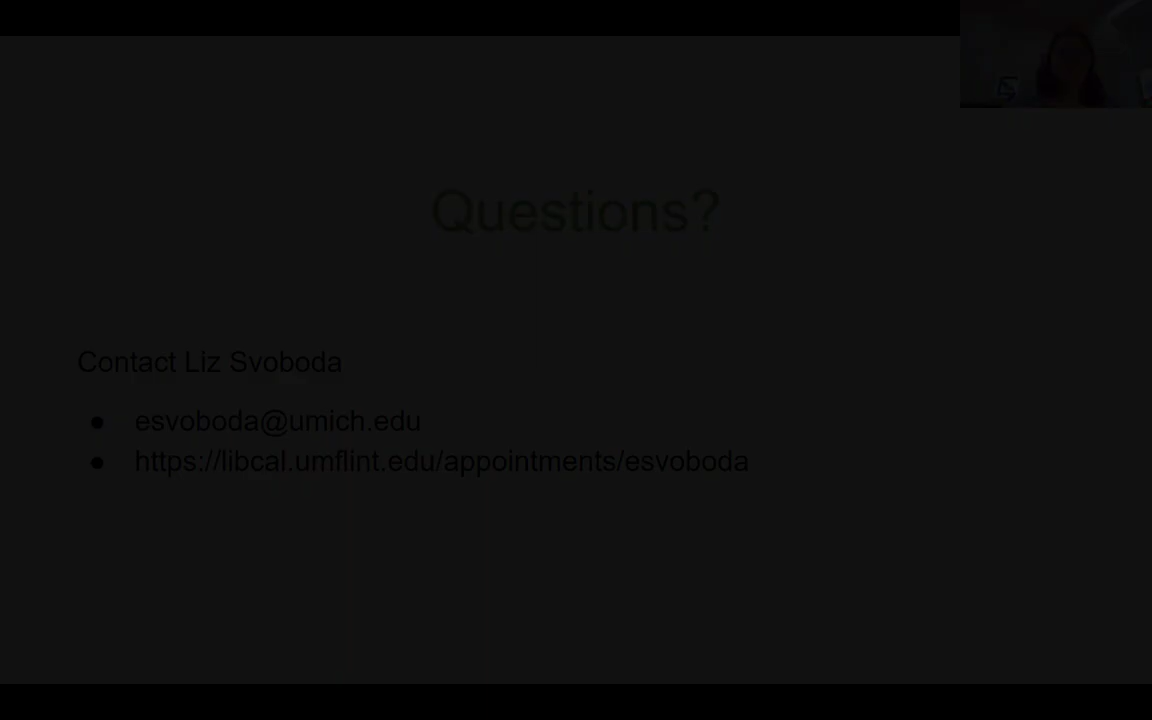 Questions?
Contact Liz Svoboda
● esvoboda@umich.edu
● https://libcal.umflint.edu/appointments/esvoboda